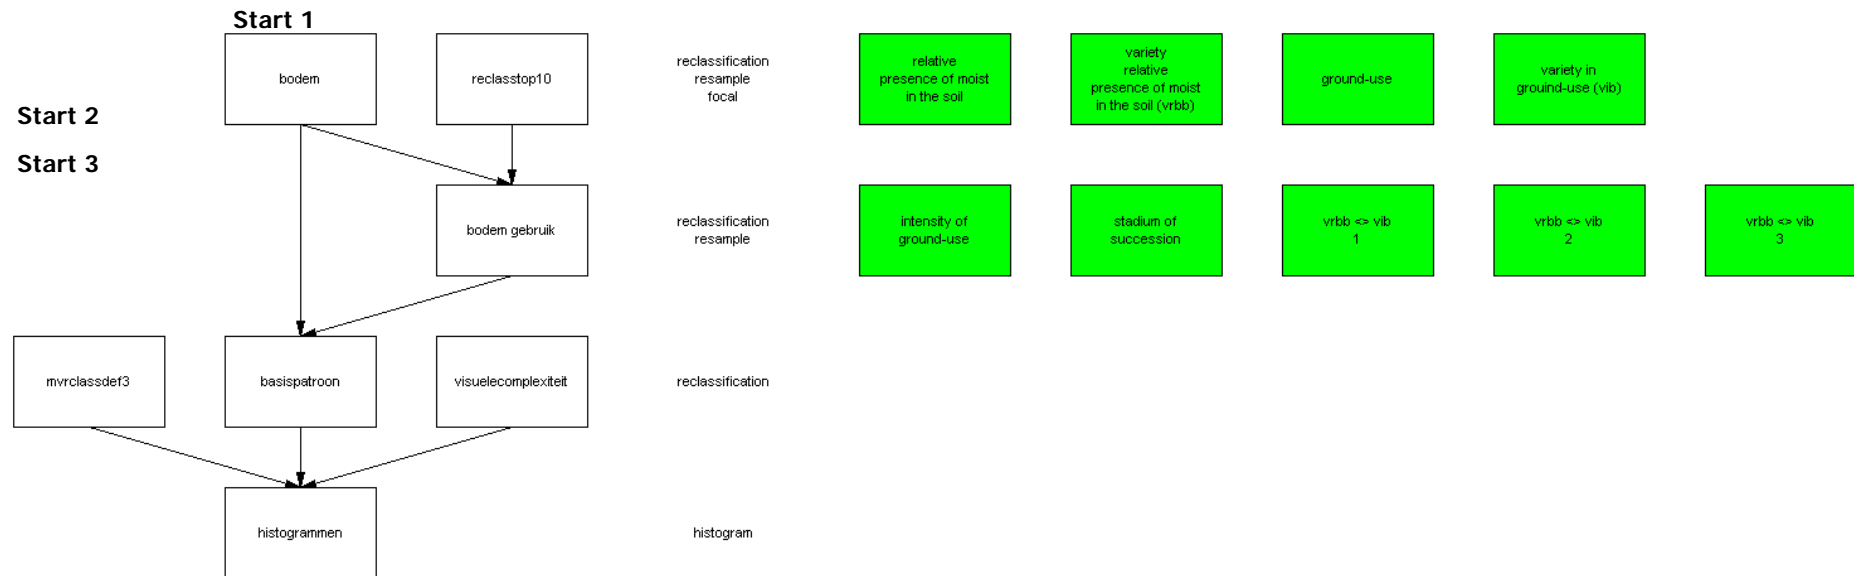 Start 1
bodem
reclasstop10
reclassification
resample
focal
relative
presence of moist
in the soil
variety
relative
presence of moist
in the soil (vrbb)
ground-use
variety in
grouind-use (vib)
Start 2
Start 3
bodem gebruik
reclassification
resample
intensity of
ground-use
stadium of
succession
vrbb <> vib
1
vrbb <> vib
2
vrbb <> vib
3
mvrclassdef3
basispatroon
visuelecomplexiteit
reclassification
histogrammen
histogram